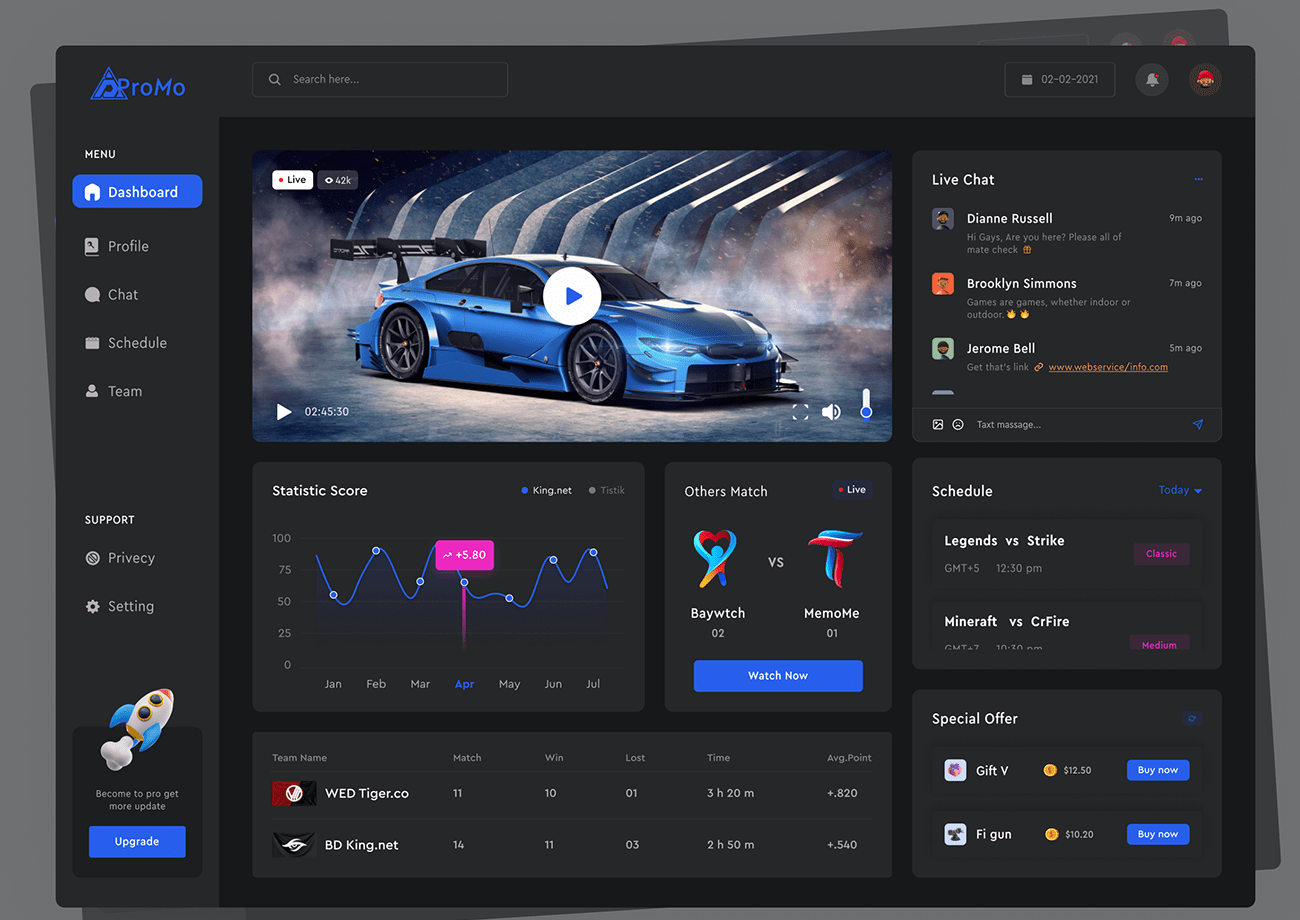 ProMo
Search here...
02-02-2021
MENU
Dashboard
Profile
Chat
Schedule
Team
SUPPORT
Privecy
Setting
Becomo to pro get
more update
Upgrade
Live
42k
02:45:30
Live Chat
Dianne Russell
9m ago
Hi Gays, Are you here? Please all of
mate check
Brooklyn Simmons
7m ago
Games are games, whether indoor or
outdoor.
Jerome Bell
5m ago
Get that's link www.webservice/info.com
Taxt massage...
Statistic Score
King.net
Tistik
100
75
50
25
0
+5.80
Jan Feb Mar Apr May Jun Jul
Others Match
Live
VS
Baywtch
02
MemoMe
01
Watch Now
Schedule
Today
Legends vs Strike
GMT+5 12:30 pm
Classic
Mineraft vs CrFire
GMT+7 10:30 pm
Medium
Team Name Match Win Lost Time Avg.Point
WED Tiger.co 11 10 01 3 h 20 m +.820
BD King.net 14 11 03 2 h 50 m +.540
Special Offer
Gift V $12.50 Buy now
Fi gun $10.20 Buy now